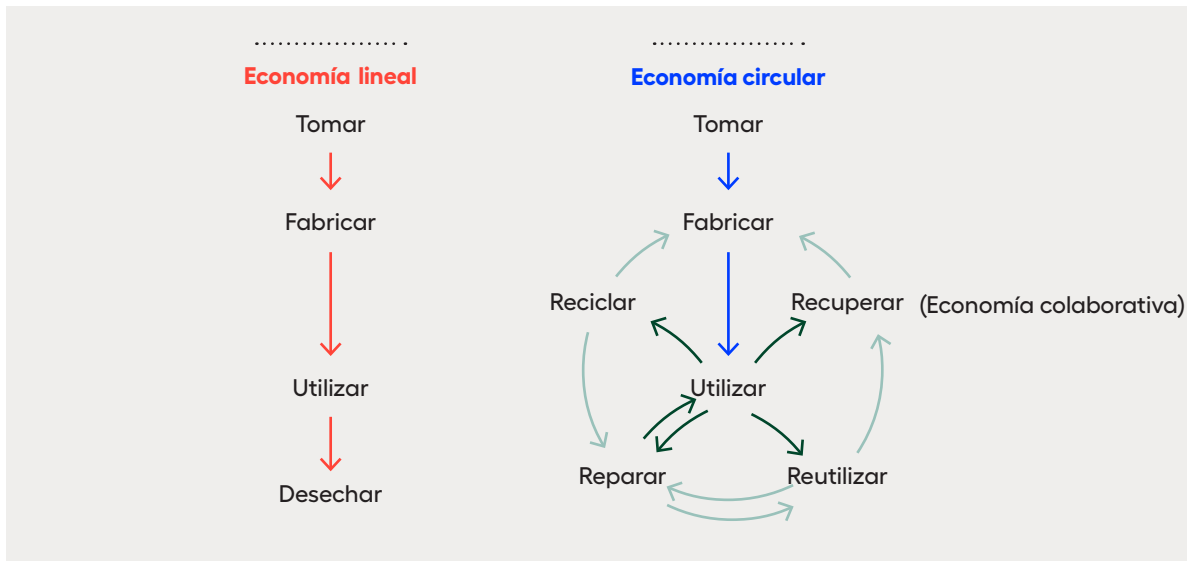 Economía lineal
Tomar
Fabricar
Utilizar
Desechar
Economía circular
Tomar
Fabricar
Reciclar
Recuperar (Economía colaborativa)
Utilizar
Reparar
Reutilizar